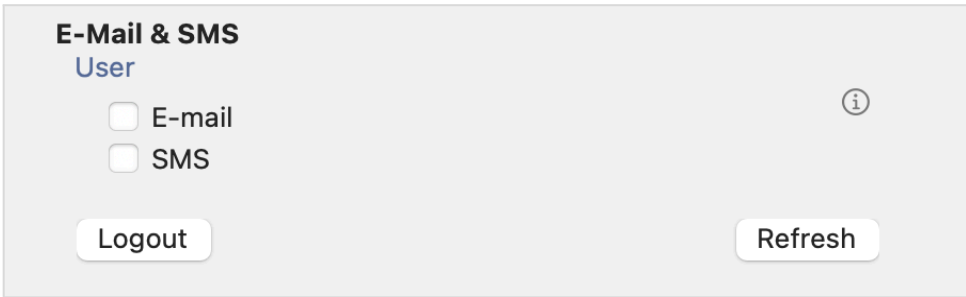 E-Mail & SMS
User
E-mail
SMS
Logout
Refresh